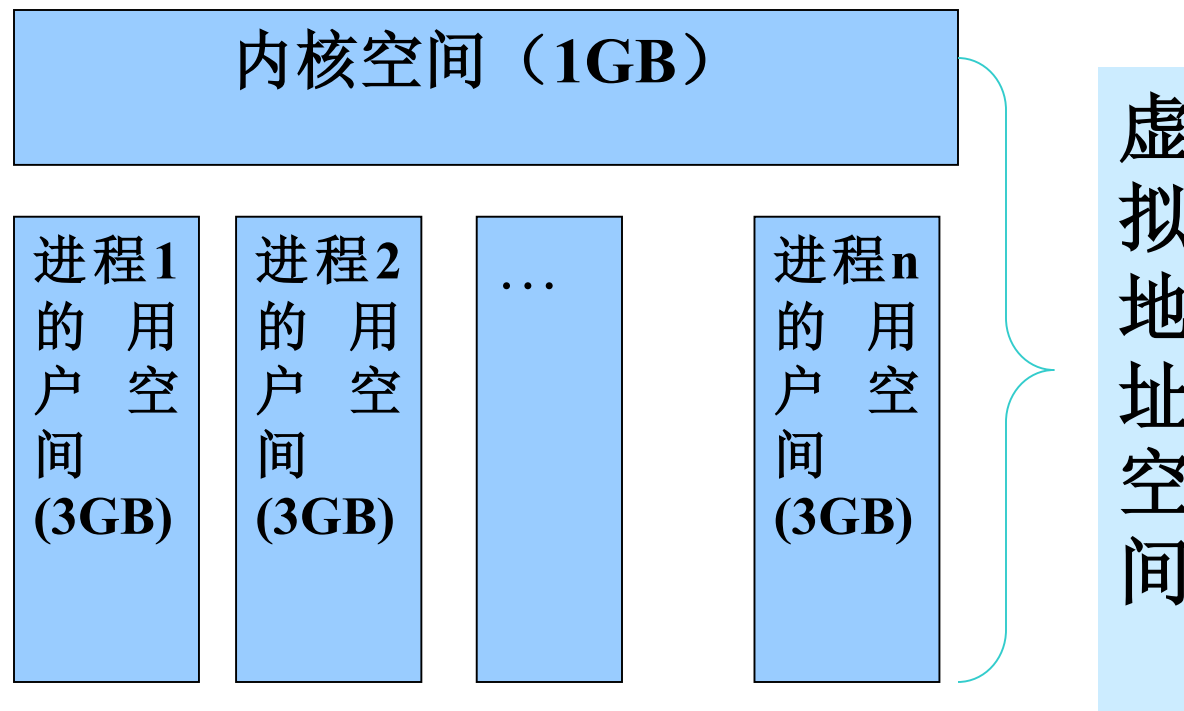 内核空间（1GB）
进程1
的用
户空
间
(3GB)
进程2
的用
户空
间
(3GB)
…
进程n
的用
户空
间
(3GB)
虚
拟
地
址
空
间